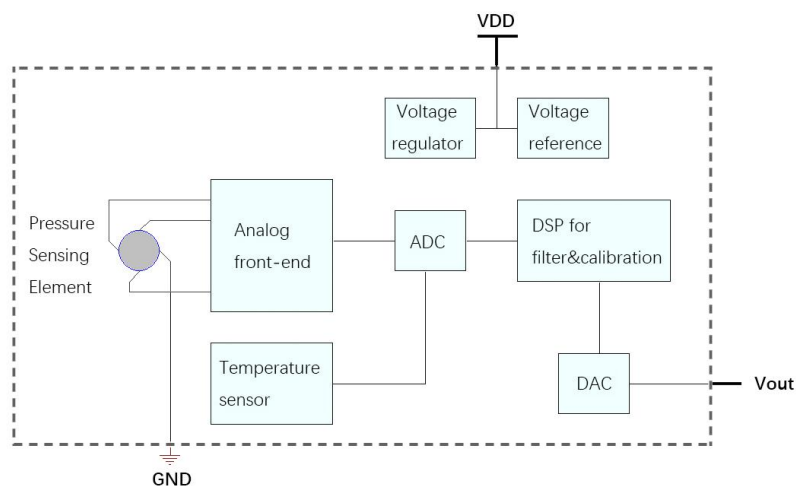 VDD
Voltage
regulator
Voltage
reference
Pressure
Sensing
Element
Analog
front-end
ADC
DSP for
filter&calibration
Temperature
sensor
DAC
Vout
GND